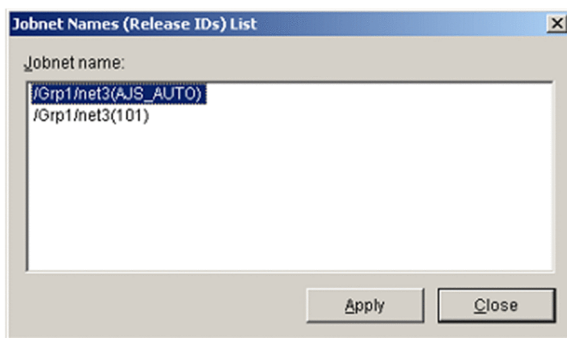 Jobnet Names (Release IDs) List
Jobnet name:
/Grp1/net3(AJS_AUTO)
/Grp1/net3(101)
Apply
Close